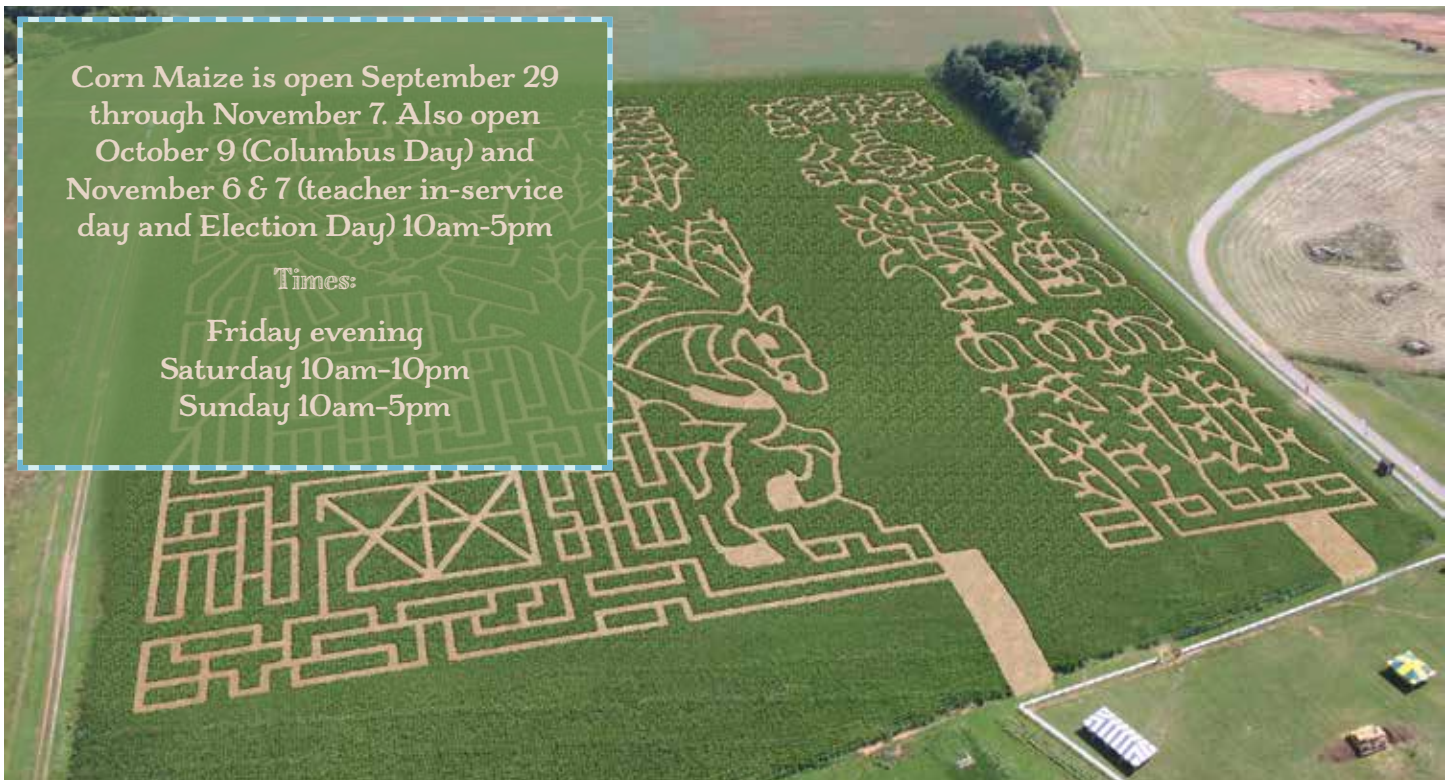 Corn Maize is open September 29
through November 7. Also open
October 9 (Columbus Day) and
November 6 & 7 (teacher in-service
day and Election Day) 10am-5pm
Times:
Friday evening
Saturday 10am-10pm
Sunday 10am-5pm